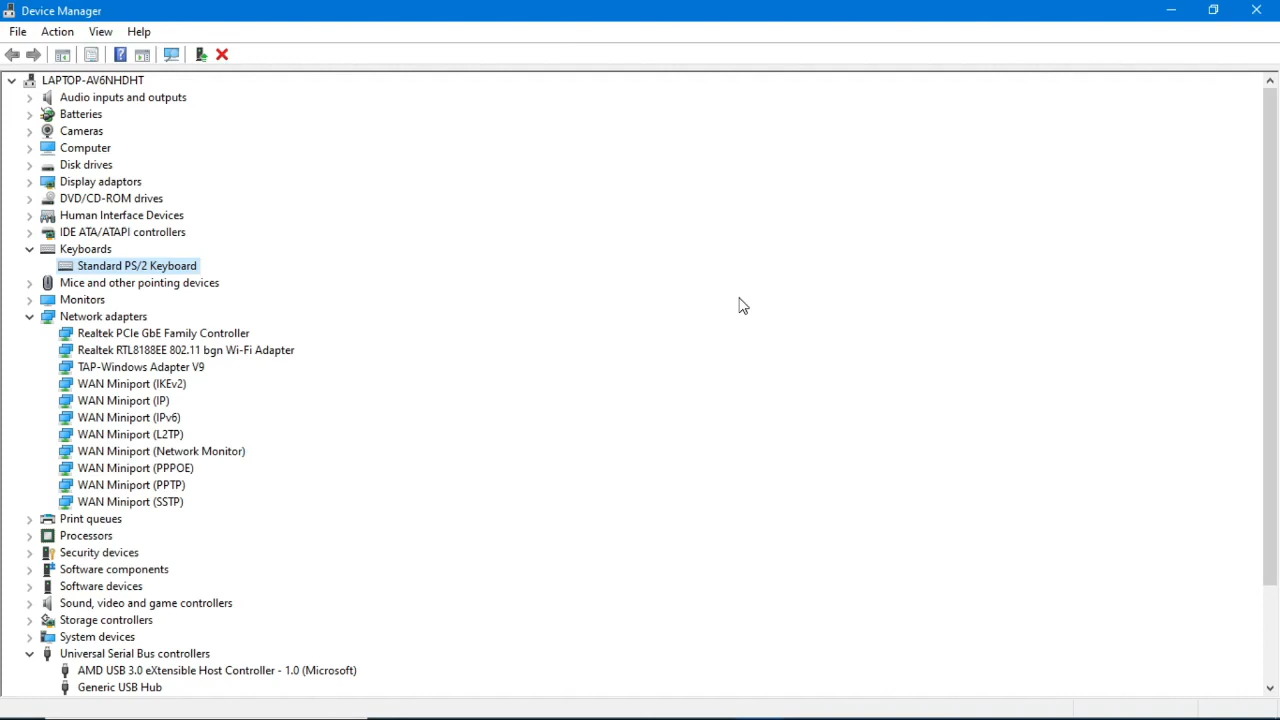 Device Manager
File Action View Help
LAPTOP-AV6NHDHT
Audio inputs and outputs
Batteries
Cameras
Computer
Disk drives
Display adaptors
DVD/CD-ROM drives
Human Interface Devices
IDE ATA/ATAPI controllers
Keyboards
Standard PS/2 Keyboard
Mice and other pointing devices
Monitors
Network adapters
Realtek PCIe GbE Family Controller
Realtek RTL8188EE 802.11 bgn Wi-Fi Adapter
TAP-Windows Adapter V9
WAN Miniport (IKEv2)
WAN Miniport (IP)
WAN Miniport (IPv6)
WAN Miniport (L2TP)
WAN Miniport (Network Monitor)
WAN Miniport (PPPOE)
WAN Miniport (PPTP)
WAN Miniport (SSTP)
Print queues
Processors
Security devices
Software components
Software devices
Sound, video and game controllers
Storage controllers
System devices
Universal Serial Bus controllers
AMD USB 3.0 eXtensible Host Controller - 1.0 (Microsoft)
Generic USB Hub